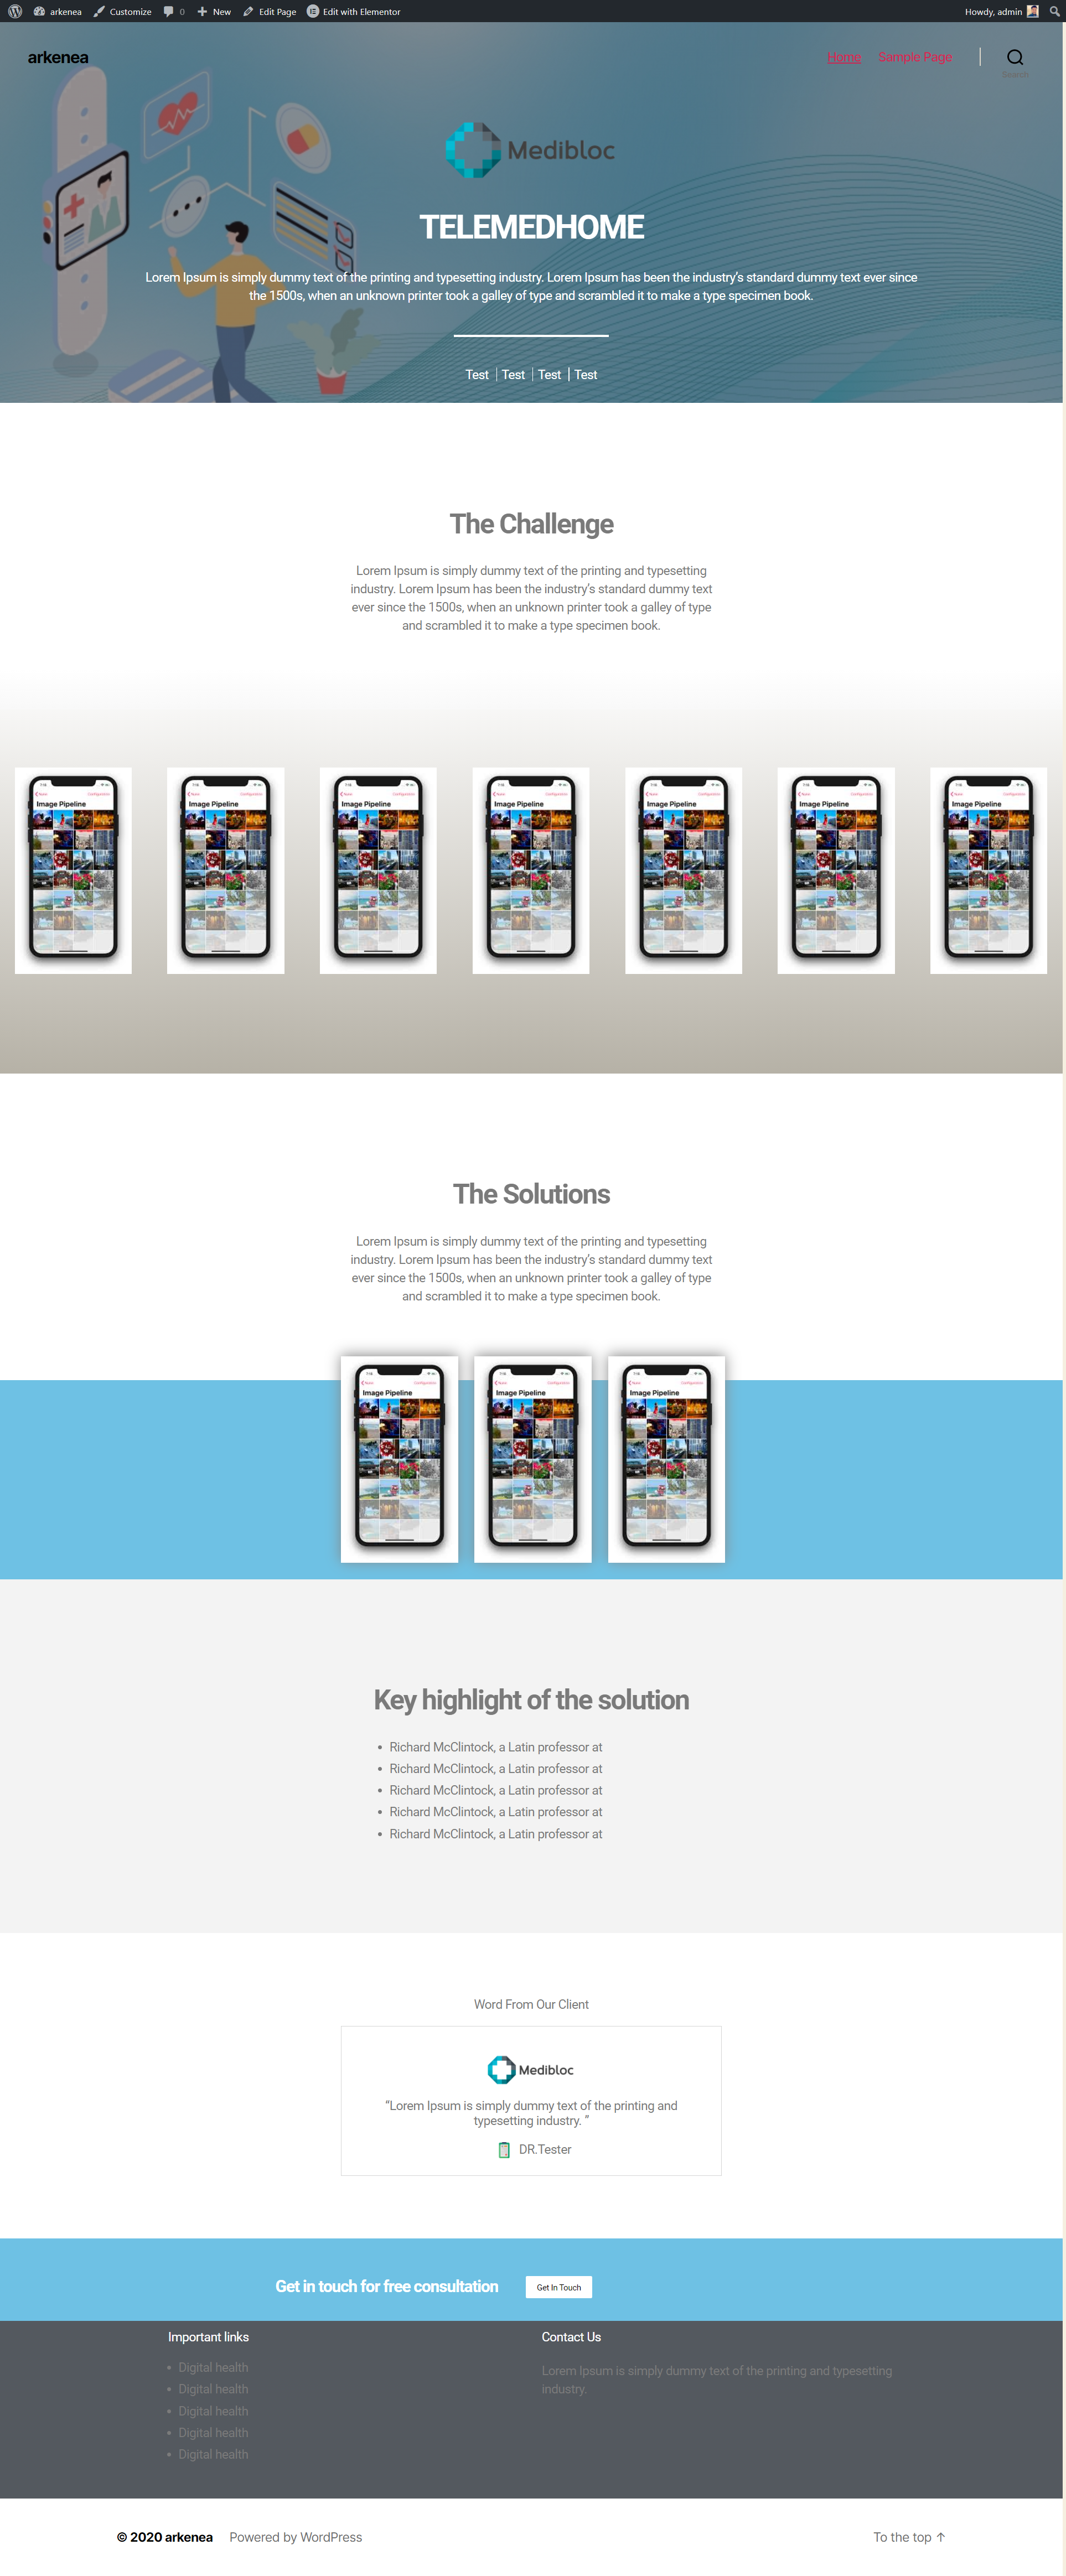 arkenea Customize 0 New Edit Page Edit with Elementor Howdy, admin
arkenea Home Sample Page Search
Medibloc
TELEMEDHOME
Lorem Ipsum is simply dummy text of the printing and typesetting industry. Lorem Ipsum has been the industry’s standard dummy text ever since
the 1500s, when an unknown printer took a galley of type and scrambled it to make a type specimen book.
Test Test Test Test
The Challenge
Lorem Ipsum is simply dummy text of the printing and typesetting
industry. Lorem Ipsum has been the industry’s standard dummy text
ever since the 1500s, when an unknown printer took a galley of type
and scrambled it to make a type specimen book.
Image Pipeline Image Pipeline Image Pipeline Image Pipeline Image Pipeline Image Pipeline Image Pipeline
The Solutions
Lorem Ipsum is simply dummy text of the printing and typesetting
industry. Lorem Ipsum has been the industry’s standard dummy text
ever since the 1500s, when an unknown printer took a galley of type
and scrambled it to make a type specimen book.
Image Pipeline Image Pipeline Image Pipeline
Key highlight of the solution
• Richard McClintock, a Latin professor at
• Richard McClintock, a Latin professor at
• Richard McClintock, a Latin professor at
• Richard McClintock, a Latin professor at
• Richard McClintock, a Latin professor at
Word From Our Client
Medibloc
“Lorem Ipsum is simply dummy text of the printing and
typesetting industry. ”
DR.Tester
Get in touch for free consultation Get In Touch
Important links
• Digital health
• Digital health
• Digital health
• Digital health
• Digital health
Contact Us
Lorem Ipsum is simply dummy text of the printing and typesetting
industry.
© 2020 arkenea Powered by WordPress To the top ↑